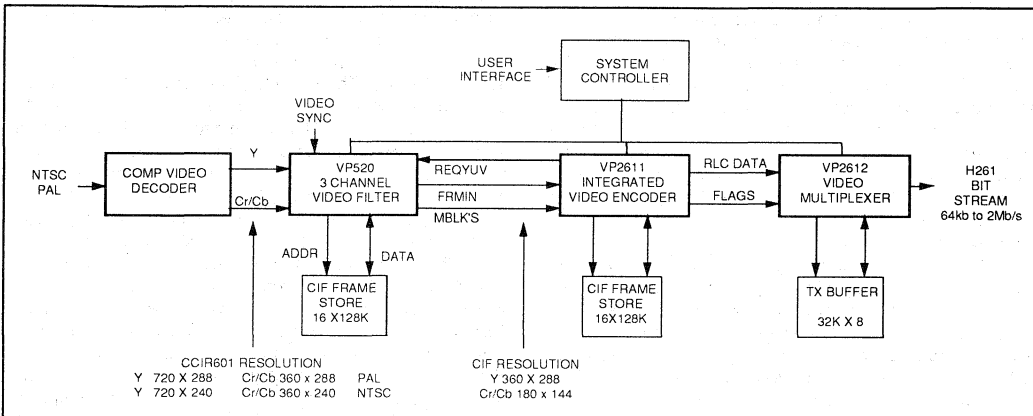 USER
INTERFACE
SYSTEM
CONTROLLER
VIDEO
SYNC
NTSC
PAL
COMP VIDEO
DECODER
Y
Cr/Cb
VP520
3 CHANNEL
VIDEO FILTER
REQYUV
FRMIN
MBLK'S
VP2611
INTEGRATED
VIDEO ENCODER
RLC DATA
FLAGS
VP2612
VIDEO
MULTIPLEXER
H261
BIT
STREAM
64kb to 2Mb/s
ADDR
DATA
CIF FRAME
STORE
16 X128K
CIF FRAME
STORE
16X128K
TX BUFFER
32K X 8
CCIR601 RESOLUTION
Y 720 X 288 Cr/Cb 360 x 288 PAL
Y 720 X 240 Cr/Cb 360 x 240 NTSC
CIF RESOLUTION
Y 360 X 288
Cr/Cb 180 x 144